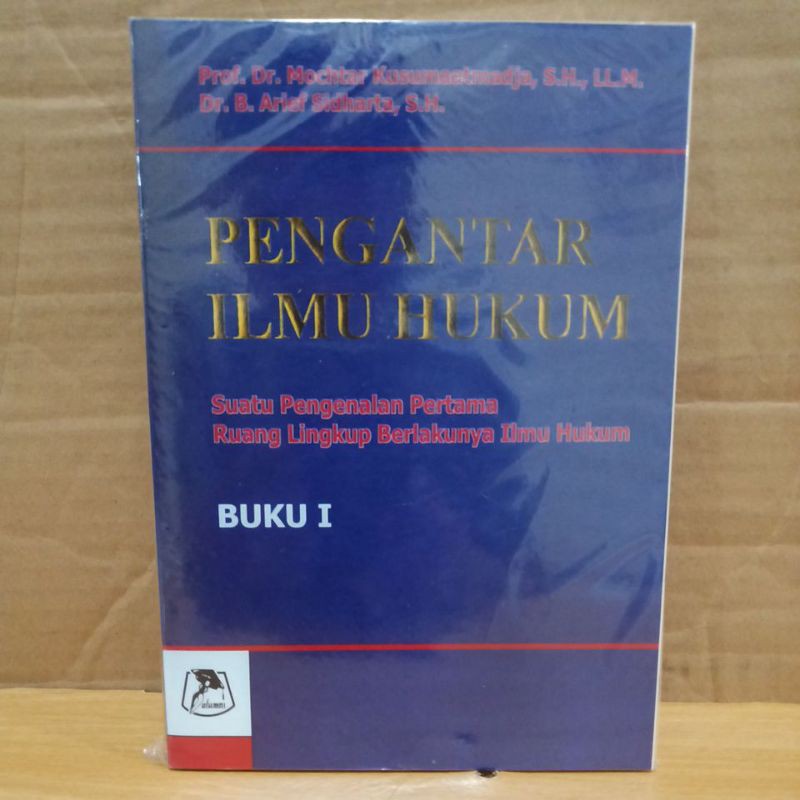 Prof. Dr. Mochtar Kusumaatmadja, S.H., LL.M.
Dr. B. Arief Sidharta, S.H.
PENGANTAR
ILMU HUKUM
Suatu Pengenalan Pertama
Ruang Lingkup Berlakunya Ilmu Hukum
BUKU I
alumni